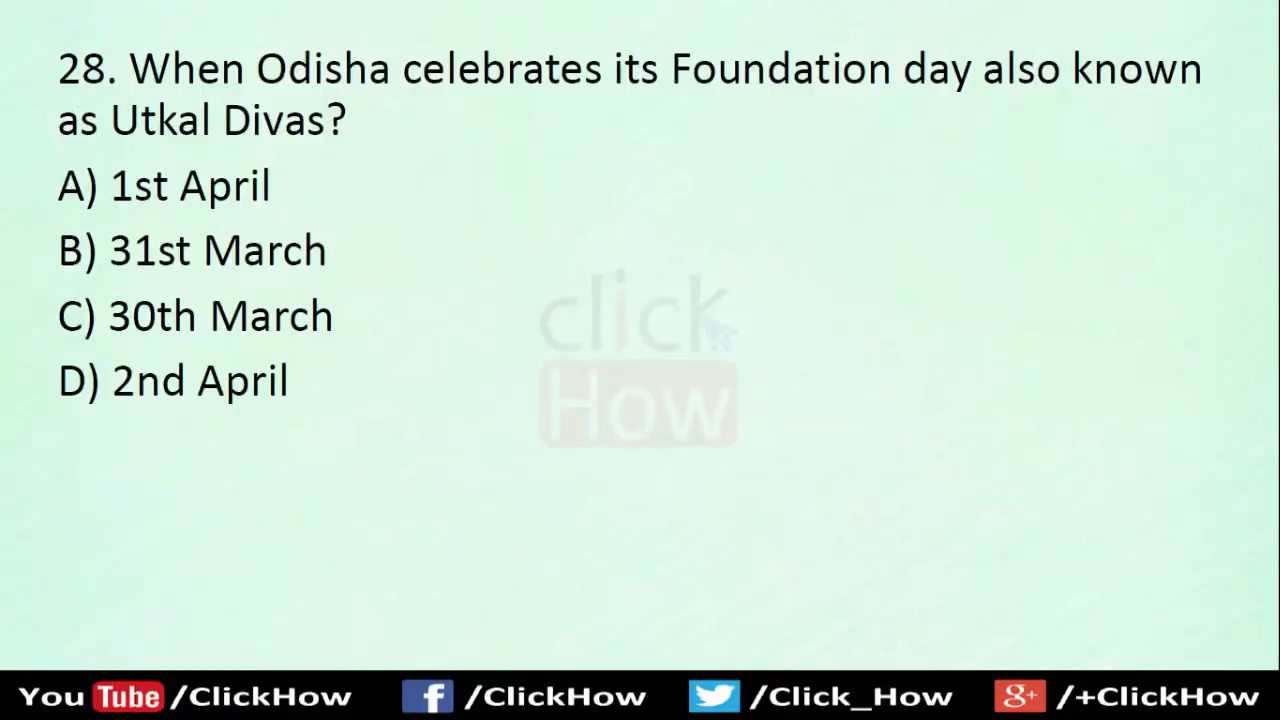 28. When Odisha celebrates its Foundation day also known
as Utkal Divas?
A) 1st April
B) 31st March
C) 30th March
D) 2nd April
click
How
You Tube /ClickHow f /ClickHow /Click_How g+ /+ClickHow